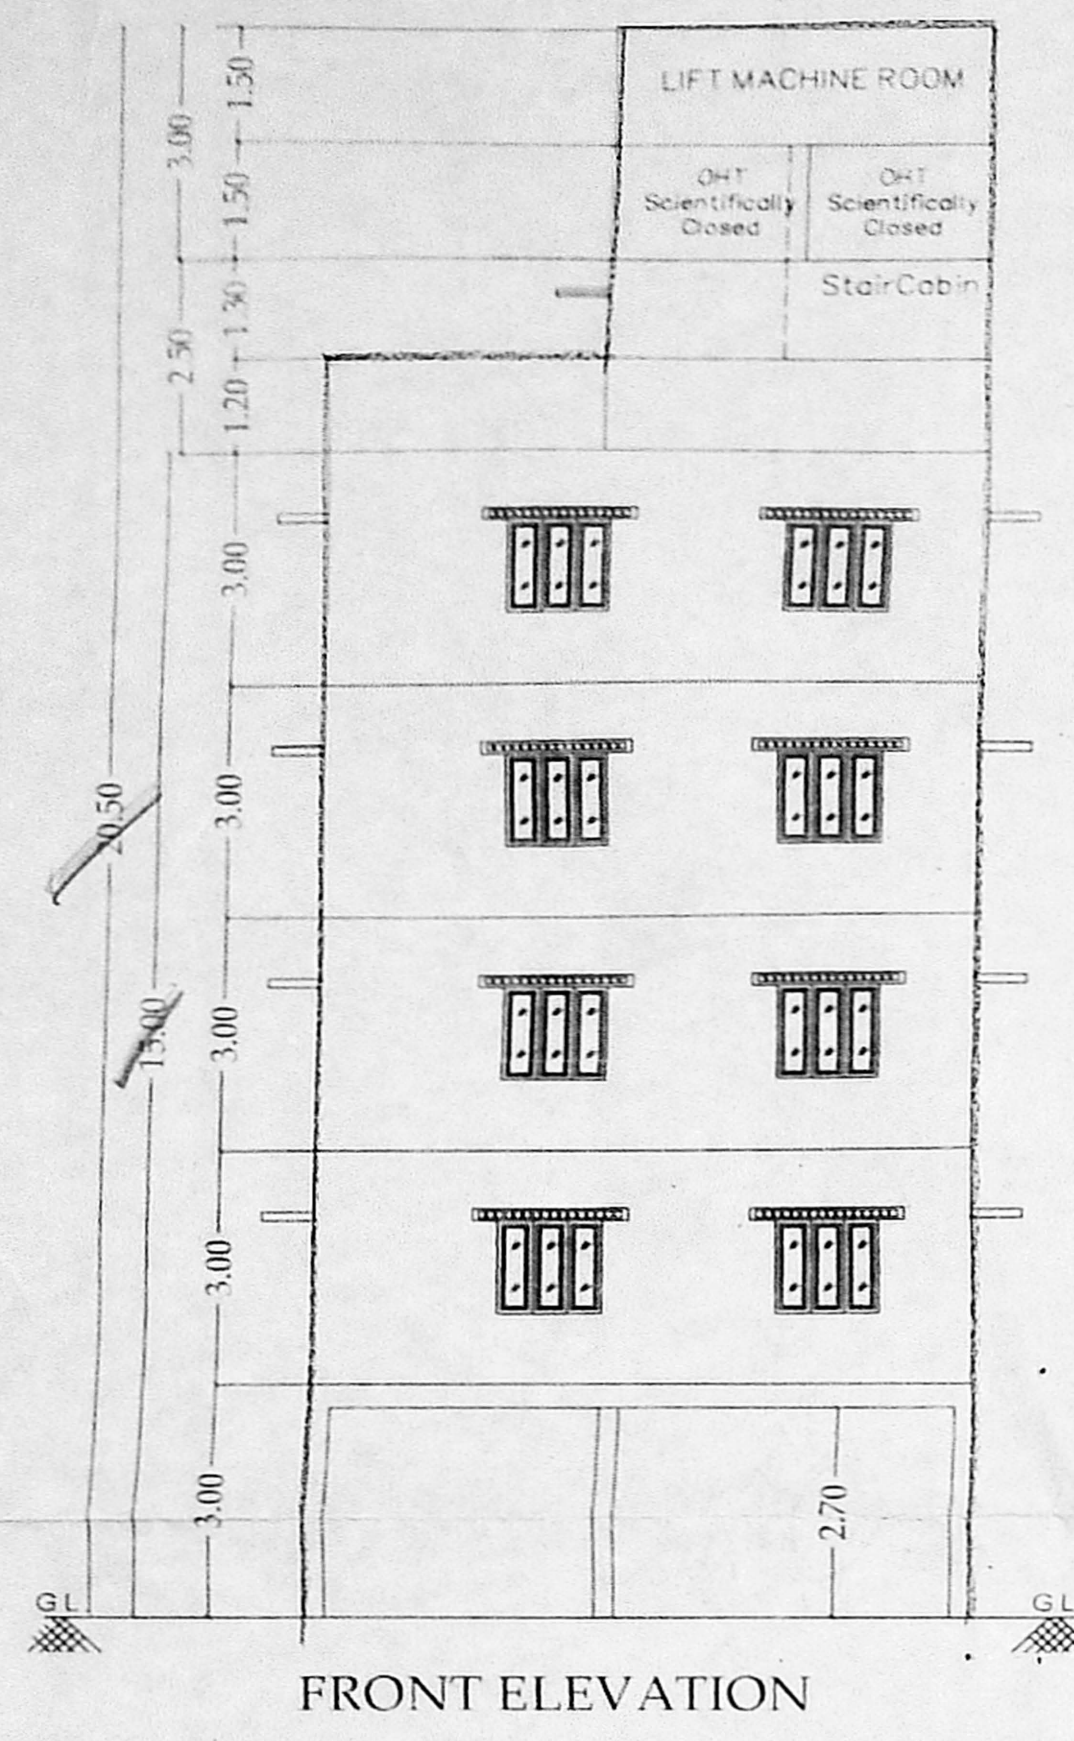 1.50
LIFT MACHINE ROOM
3.00
1.50
OHT
Scientifically
Closed
OHT
Scientifically
Closed
1.30
StairCabin
2.50
1.20
3.00
20.50
3.00
15.00
3.00
3.00
3.00
2.70
GL
GL
FRONT ELEVATION